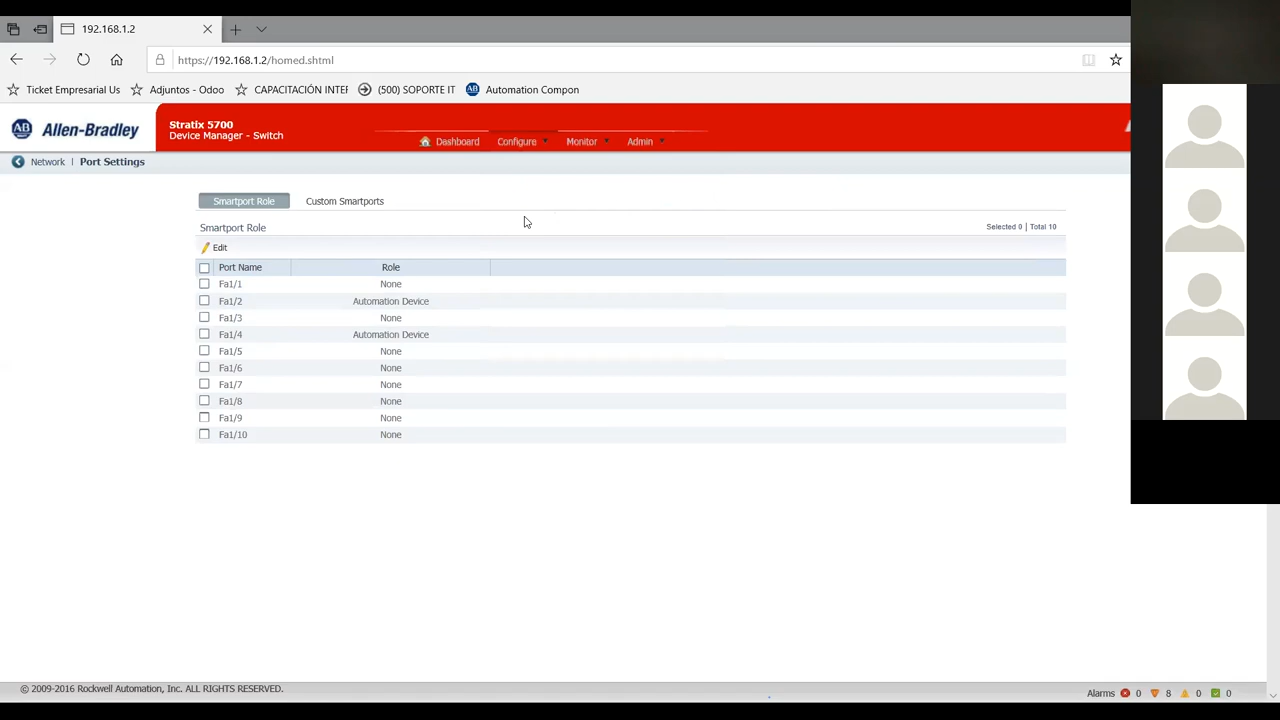 192.168.1.2
https://192.168.1.2/homed.shtml
Ticket Empresarial Us Adjuntos - Odoo CAPACITACIÓN INTEF (500) SOPORTE IT Automation Compon
AB Allen-Bradley
Stratix 5700
Device Manager - Switch
Dashboard Configure Monitor Admin
Network | Port Settings
Smartport Role Custom Smartports
Smartport Role Selected 0 | Total 10
Edit
Port Name Role
Fa1/1 None
Fa1/2 Automation Device
Fa1/3 None
Fa1/4 Automation Device
Fa1/5 None
Fa1/6 None
Fa1/7 None
Fa1/8 None
Fa1/9 None
Fa1/10 None
© 2009-2016 Rockwell Automation, Inc. ALL RIGHTS RESERVED. Alarms 0 8 0 0